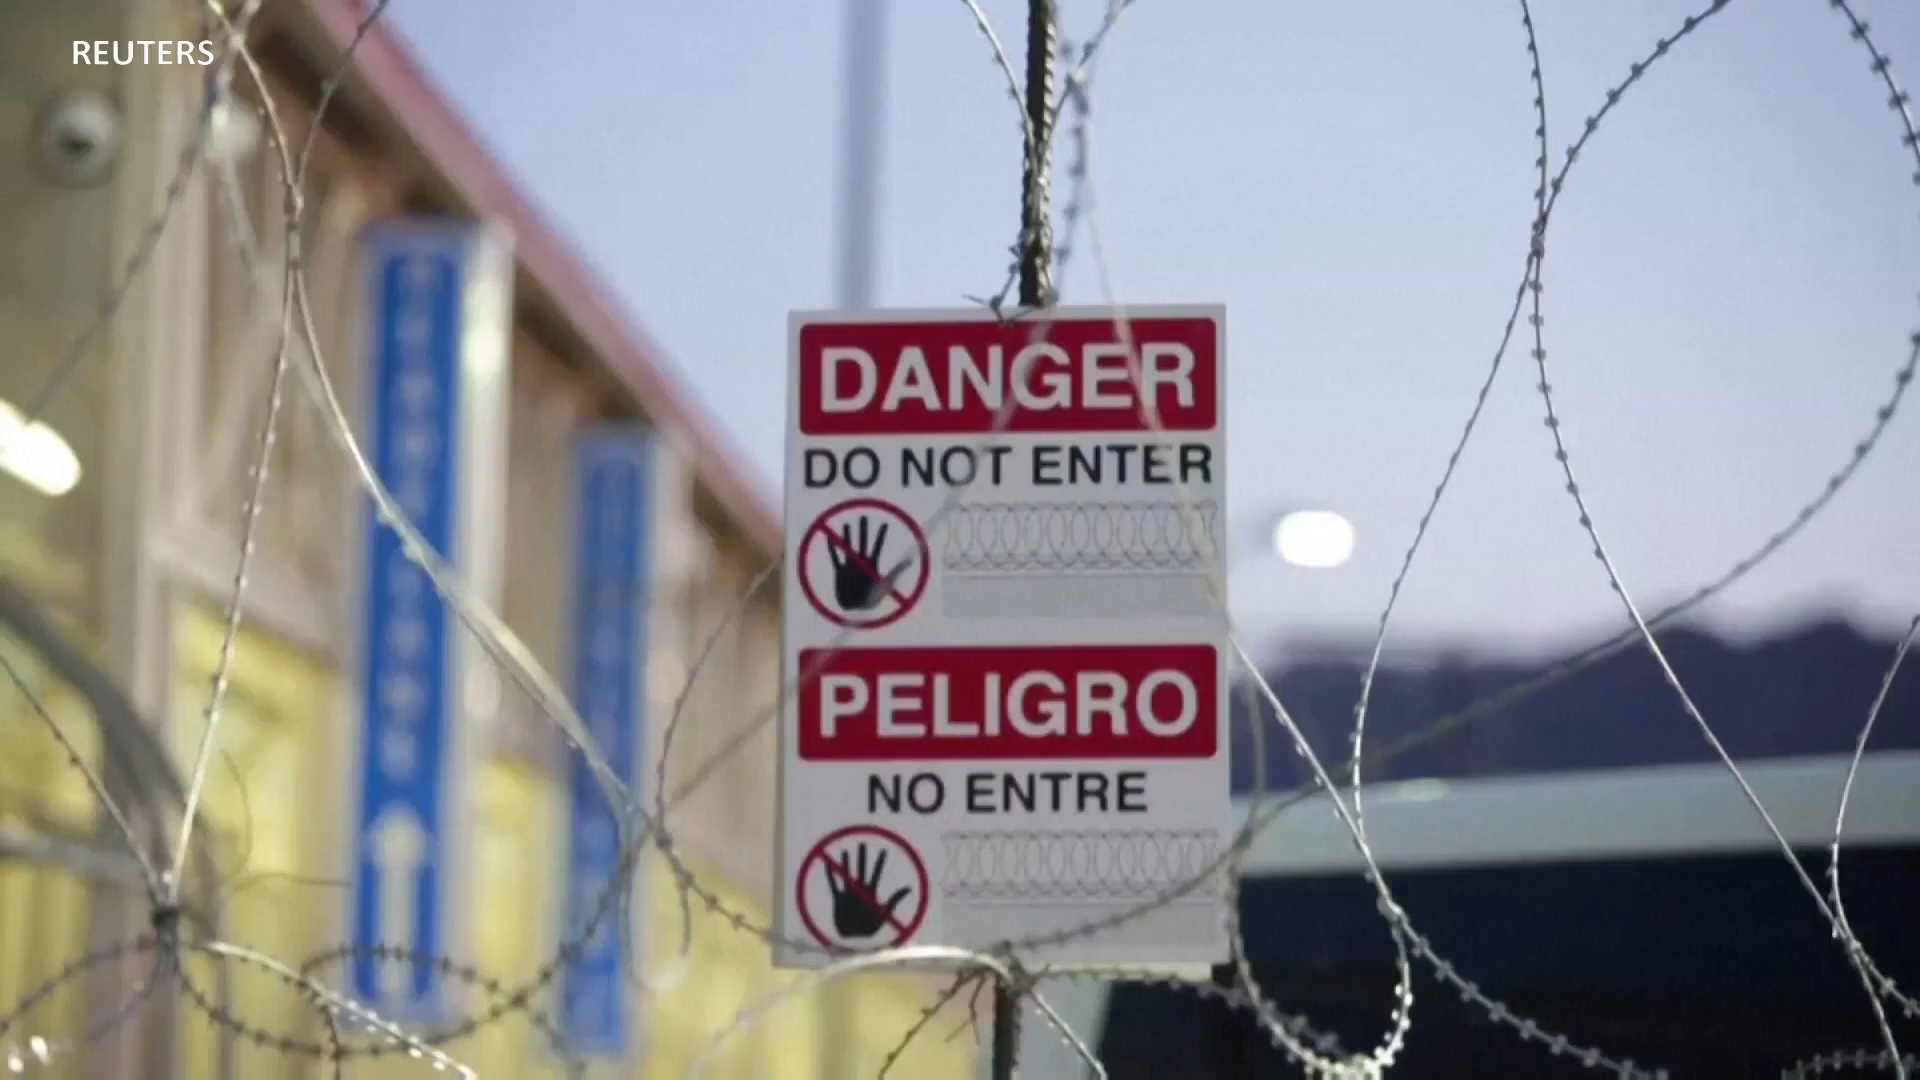 REUTERS
DANGER
DO NOT ENTER
PELIGRO
NO ENTRE